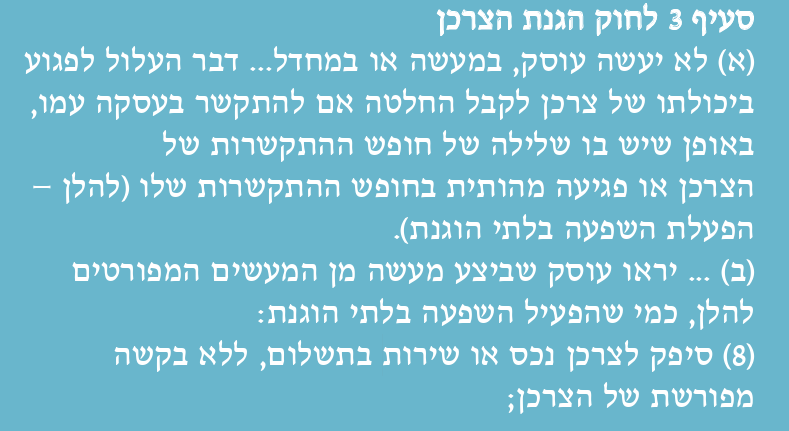 סעיף 3 לחוק הגנת הצרכן
(א) לא יעשה עוסק, במעשה או במחדל... דבר העלול לפגוע
ביכולתו של צרכן לקבל החלטה אם להתקשר בעסקה עמו,
באופן שיש בו שלילה של חופש ההתקשרות של
הצרכן או פגיעה מהותית בחופש ההתקשרות שלו (להלן –
הפעלת השפעה בלתי הוגנת).
(ב) ... יראו עוסק שביצע מעשה מן המעשים המפורטים
להלן, כמי שהפעיל השפעה בלתי הוגנת:
(8) סיפק לצרכן נכס או שירות בתשלום, ללא בקשה
מפורשת של הצרכן;